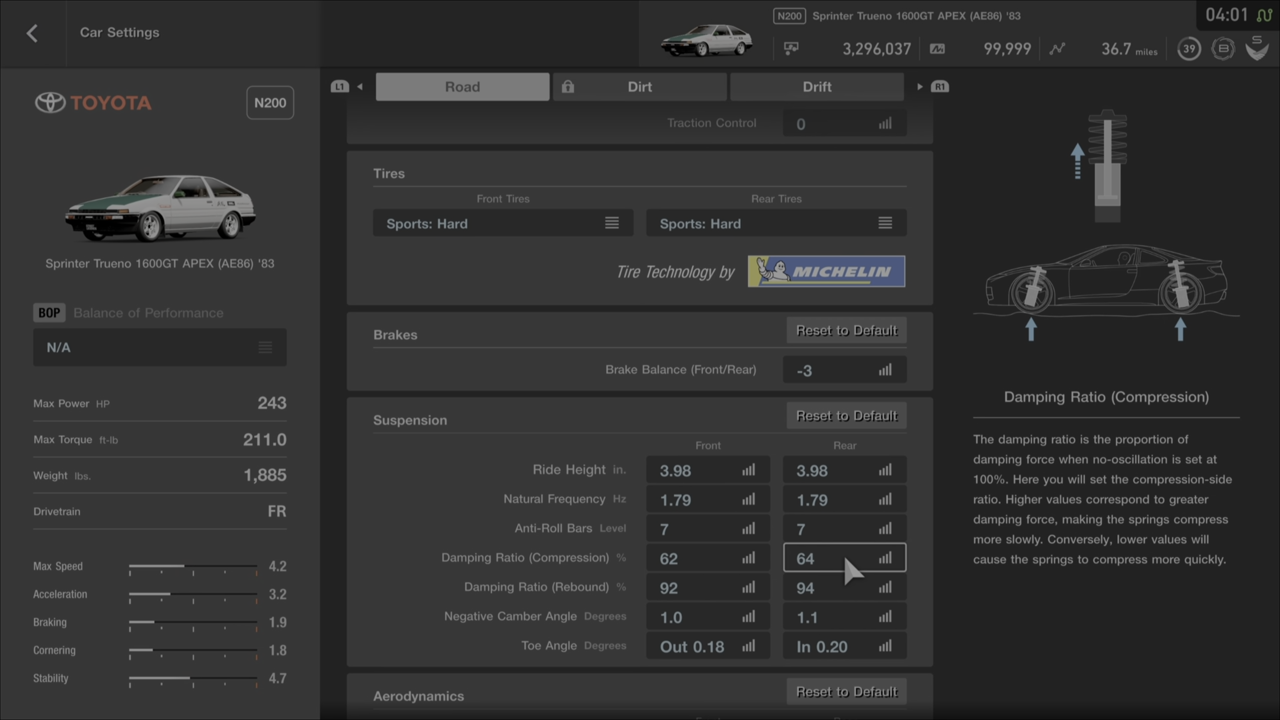 Car Settings
N200 Sprinter Trueno 1600GT APEX (AE86) '83
04:01
3,296,037 99,999 36.7 miles 39 B S
TOYOTA N200
Sprinter Trueno 1600GT APEX (AE86) '83
BOP Balance of Performance
N/A
Max Power HP 243
Max Torque ft-lb 211.0
Weight lbs. 1,885
Drivetrain FR
Max Speed 4.2
Acceleration 3.2
Braking 1.9
Cornering 1.8
Stability 4.7
L1 Road Dirt Drift R1
Traction Control 0
Tires
Front Tires Rear Tires
Sports: Hard Sports: Hard
Tire Technology by MICHELIN
Brakes Reset to Default
Brake Balance (Front/Rear) -3
Suspension Reset to Default
Front Rear
Ride Height in. 3.98 3.98
Natural Frequency Hz 1.79 1.79
Anti-Roll Bars Level 7 7
Damping Ratio (Compression) % 62 64
Damping Ratio (Rebound) % 92 94
Negative Camber Angle Degrees 1.0 1.1
Toe Angle Degrees Out 0.18 In 0.20
Aerodynamics Reset to Default
Damping Ratio (Compression)
The damping ratio is the proportion of
damping force when no-oscillation is set at
100%. Here you will set the compression-side
ratio. Higher values correspond to greater
damping force, making the springs compress
more slowly. Conversely, lower values will
cause the springs to compress more quickly.